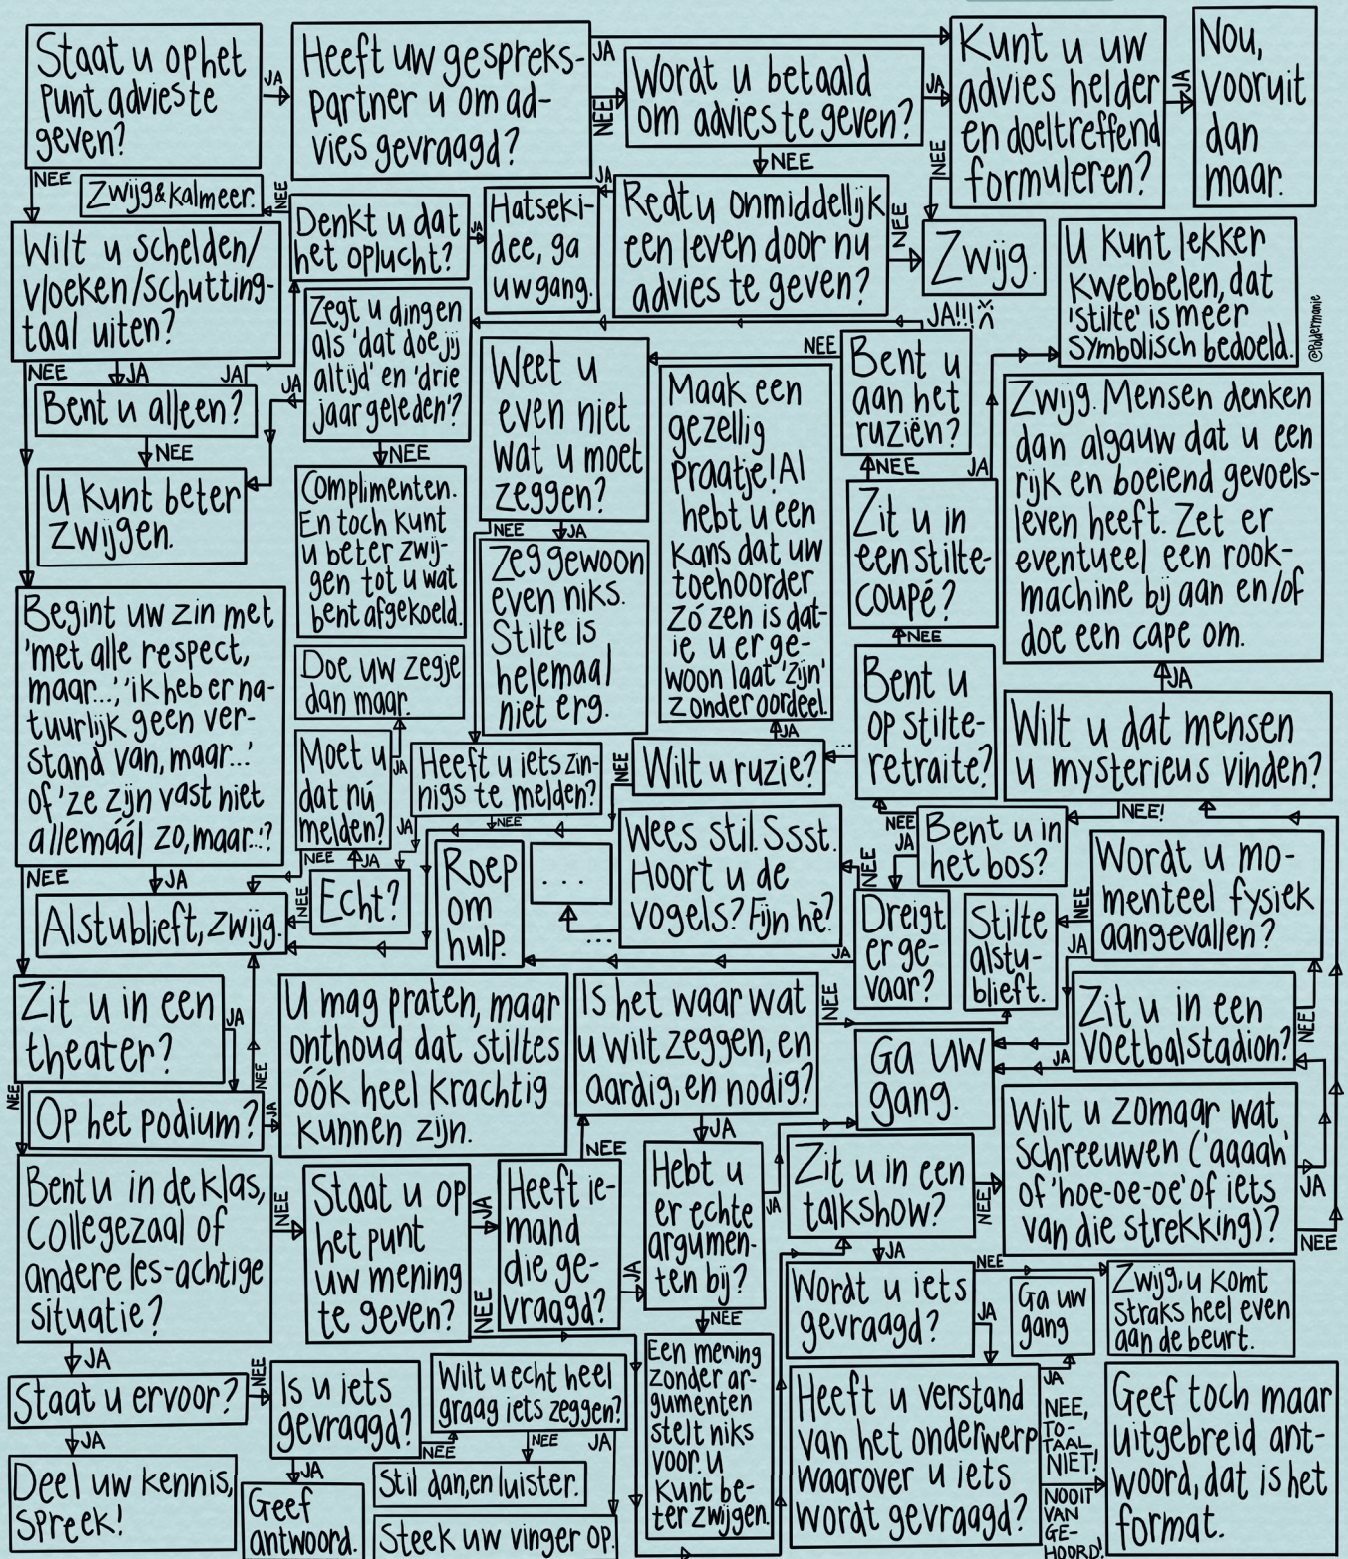 Staat u op het
punt advies te
geven?
JA
NEE
Heeft uw gespreks-
partner u om ad-
vies gevraagd?
JA
NEE
Wordt u betaald
om advies te geven?
JA
NEE
Kunt u uw
advies helder
en doeltreffend
formuleren?
JA
NEE
Nou,
vooruit
dan
maar.
Zwijg & kalmeer.
NEE
Denkt u dat
het oplucht?
JA
Hatseki-
dee, ga
uw gang.
JA
Redt u onmiddellijk
een leven door nu
advies te geven?
NEE
Zwijg.
U kunt lekker
kwebbelen, dat
'stilte' is meer
symbolisch bedoeld.
@Poldermanie
Wilt u schelden/
vloeken/schutting-
taal uiten?
NEE
JA
JA
Bent u alleen?
NEE
U kunt beter
zwijgen.
Zegt u dingen
als 'dat doe jij
altijd' en 'drie
jaar geleden'?
JA
NEE
Complimenten.
En toch kunt
u beter zwij-
gen tot u wat
bent afgekoeld.
Weet u
even niet
wat u moet
zeggen?
NEE
JA
Zeg gewoon
even niks.
Stilte is
helemaal
niet erg.
Maak een
gezellig
praatje! Al
hebt u een
kans dat uw
toehoorder
zó zen is dat-
ie u er ge-
woon laat 'zijn'
zonder oordeel.
JA!!!
NEE
Bent u
aan het
ruziën?
NEE
JA
Zit u in
een stilte-
coupé?
NEE
Bent u
op stilte-
retraite?
...
NEE
Zwijg. Mensen denken
dan algauw dat u een
rijk en boeiend gevoels-
leven heeft. Zet er
eventueel een rook-
machine bij aan en/of
doe een cape om.
JA
Wilt u dat mensen
u mysterieus vinden?
NEE!
Begint uw zin met
'met alle respect,
maar...', 'ik heb er na-
tuurlijk geen ver-
stand van, maar...'
of 'ze zijn vast niet
allemáál zo, maar...'?
NEE
JA
Doe uw zegje
dan maar.
JA
Moet u
dat nú
melden?
NEE
JA
Heeft u iets zin-
nigs te melden?
JA
NEE
Wilt u ruzie?
JA
NEE
Bent u in
het bos?
JA
Alstublieft, zwijg.
NEE
Echt?
Roep
om
hulp.
...
Wees stil. Ssst.
Hoort u de
vogels? Fijn hè?
...
NEE
Dreigt
er ge-
vaar?
JA
Stilte
alstu-
blieft.
NEE
Wordt u mo-
menteel fysiek
aangevallen?
JA
Zit u in een
theater?
JA
NEE
Op het podium?
NEE
JA
U mag praten, maar
onthoud dat stiltes
óók heel krachtig
kunnen zijn.
Is het waar wat
u wilt zeggen, en
aardig, en nodig?
NEE
JA
Ga uw
gang.
JA
Zit u in een
voetbalstadion?
NEE!
Bent u in de klas,
collegezaal of
andere les-achtige
situatie?
NEE
JA
Staat u op
het punt
uw mening
te geven?
JA
NEE
NEE
Heeft ie-
mand
die ge-
vraagd?
JA
Hebt u
er echte
argumen-
ten bij?
JA
NEE
Zit u in een
talkshow?
NEE
JA
Wilt u zomaar wat
schreeuwen ('aaaah'
of 'hoe-oe-oe' of iets
van die strekking)?
JA
NEE
Wordt u iets
gevraagd?
NEE
JA
Ga uw
gang
Zwijg, u komt
straks heel even
aan de beurt.
Staat u ervoor?
NEE
JA
Is u iets
gevraagd?
NEE
JA
Wilt u echt heel
graag iets zeggen?
NEE
JA
Een mening
zonder ar-
gumenten
stelt niks
voor. U
kunt be-
ter zwijgen.
Heeft u verstand
van het onderwerp
waarover u iets
wordt gevraagd?
JA
NEE,
TO-
TAAL
NIET!
NOOIT
VAN
GE-
HOORD!
Geef toch maar
uitgebreid ant-
woord, dat is het
format.
Deel uw kennis,
spreek!
Geef
antwoord.
Stil dan, en luister.
Steek uw vinger op.